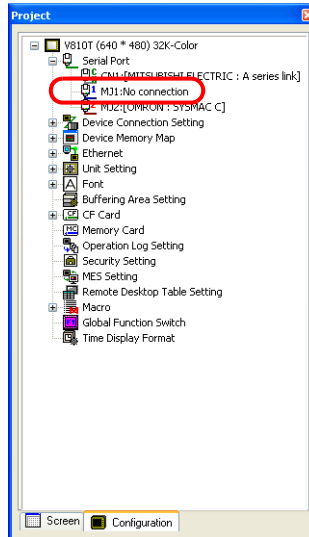 Project
V810T (640 * 480) 32K-Color
Serial Port
CN1:[MITSUBISHI ELECTRIC : A series link]
MJ1:No connection
MJ2:[OMRON : SYSMAC C]
Device Connection Setting
Device Memory Map
Ethernet
Unit Setting
Font
Buffering Area Setting
CF Card
Memory Card
Operation Log Setting
Security Setting
MES Setting
Remote Desktop Table Setting
Macro
Global Function Switch
Time Display Format
Screen Configuration